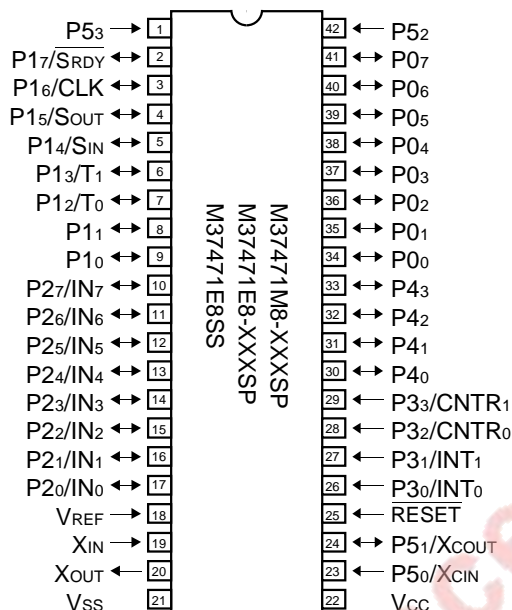 P53 1 42 P52
P17/SRDY 2 41 P07
P16/CLK 3 40 P06
P15/SOUT 4 39 P05
P14/SIN 5 38 P04
P13/T1 6 37 P03
P12/T0 7 36 P02
P11 8 35 P01
P10 9 34 P00
P27/IN7 10 33 P43
P26/IN6 11 32 P42
P25/IN5 12 31 P41
P24/IN4 13 30 P40
P23/IN3 14 29 P33/CNTR1
P22/IN2 15 28 P32/CNTR0
P21/IN1 16 27 P31/INT1
P20/IN0 17 26 P30/INT0
VREF 18 25 RESET
XIN 19 24 P51/XCOUT
XOUT 20 23 P50/XCIN
VSS 21 22 VCC
M37471M8-XXXSP
M37471E8-XXXSP
M37471E8SS